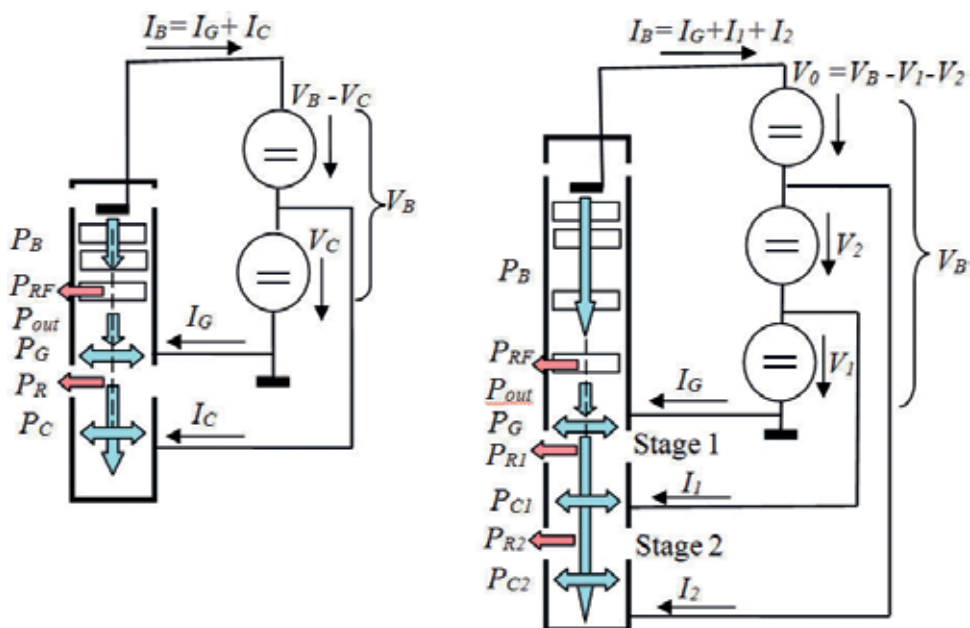 I_B = I_G + I_C
V_B - V_C
V_B
V_C
P_B
P_RF
P_out
I_G
P_G
P_R
P_C
I_C
I_B = I_G + I_1 + I_2
V_0 = V_B - V_1 - V_2
V_2
V_B
P_B
V_1
P_RF
P_out
I_G
P_G
Stage 1
P_R1
I_1
P_C1
P_R2
Stage 2
P_C2
I_2